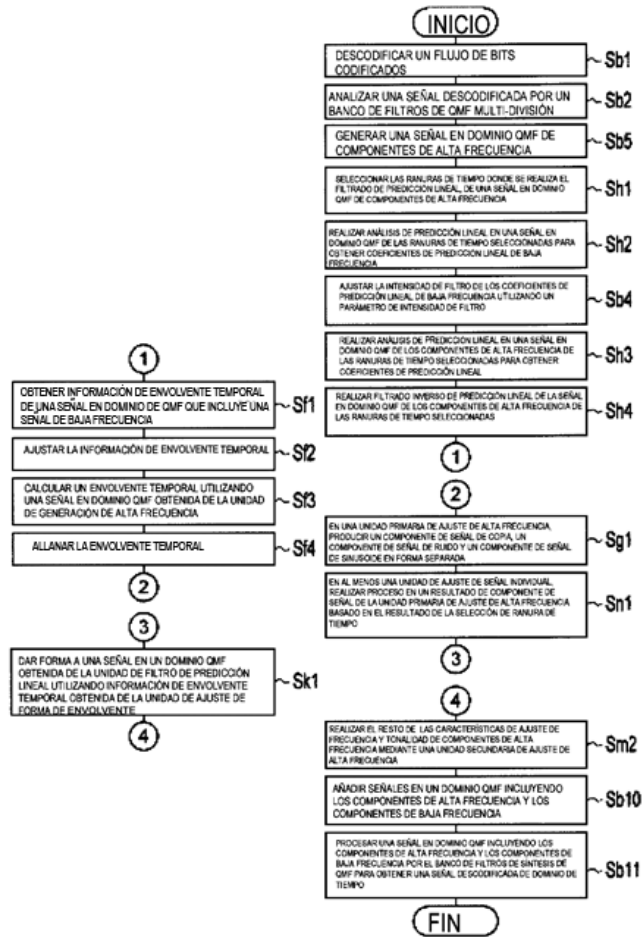 INICIO
DESCODIFICAR UN FLUJO DE BITS
CODIFICADOS
Sb1
ANALIZAR UNA SEÑAL DESCODIFICADA POR UN
BANCO DE FILTROS DE QMF MULTI-DIVISIÓN
Sb2
GENERAR UNA SEÑAL EN DOMINIO QMF DE
COMPONENTES DE ALTA FRECUENCIA
Sb5
SELECCIONAR LAS RANURAS DE TIEMPO DONDE SE REALIZA EL
FILTRADO DE PREDICCIÓN LINEAL, DE UNA SEÑAL EN DOMINIO
QMF DE COMPONENTES DE ALTA FRECUENCIA
Sh1
REALIZAR ANÁLISIS DE PREDICCIÓN LINEAL EN UNA SEÑAL EN
DOMINIO QMF DE LAS RANURAS DE TIEMPO SELECCIONADAS PARA
OBTENER COEFICIENTES DE PREDICCIÓN LINEAL DE BAJA
FRECUENCIA
Sh2
AJUSTAR LA INTENSIDAD DE FILTRO DE LOS COEFICIENTES DE
PREDICCIÓN LINEAL DE BAJA FRECUENCIA UTILIZANDO UN
PARÁMETRO DE INTENSIDAD DE FILTRO
Sb4
REALIZAR ANÁLISIS DE PREDICCIÓN LINEAL EN UNA SEÑAL EN
DOMINIO QMF DE LOS COMPONENTES DE ALTA FRECUENCIA DE
LAS RANURAS DE TIEMPO SELECCIONADAS PARA OBTENER
COEFICIENTES DE PREDICCIÓN LINEAL
Sh3
REALIZAR FILTRADO INVERSO DE PREDICCIÓN LINEAL DE LA SEÑAL
EN DOMINIO QMF DE LOS COMPONENTES DE ALTA FRECUENCIA DE
LAS RANURAS DE TIEMPO SELECCIONADAS
Sh4
1
1
OBTENER INFORMACIÓN DE ENVOLVENTE TEMPORAL
DE UNA SEÑAL EN DOMINIO DE QMF QUE INCLUYE UNA
SEÑAL DE BAJA FRECUENCIA
Sf1
AJUSTAR LA INFORMACIÓN DE ENVOLVENTE TEMPORAL
Sf2
CALCULAR UN ENVOLVENTE TEMPORAL UTILIZANDO
UNA SEÑAL EN DOMINIO QMF OBTENIDA DE LA UNIDAD
DE GENERACIÓN DE ALTA FRECUENCIA
Sf3
ALLANAR LA ENVOLVENTE TEMPORAL
Sf4
2
2
EN UNA UNIDAD PRIMARIA DE AJUSTE DE ALTA FRECUENCIA,
PRODUCIR UN COMPONENTE DE SEÑAL DE COPIA, UN
COMPONENTE DE SEÑAL DE RUIDO Y UN COMPONENTE DE SEÑAL
DE SINUSOIDE EN FORMA SEPARADA
Sg1
EN AL MENOS UNA UNIDAD DE AJUSTE DE SEÑAL INDIVIDUAL,
REALIZAR PROCESO EN UN RESULTADO DE COMPONENTE DE
SEÑAL DE LA UNIDAD PRIMARIA DE AJUSTE DE ALTA FRECUENCIA
BASADO EN EL RESULTADO DE LA SELECCIÓN DE RANURA DE
TIEMPO
Sn1
3
3
DAR FORMA A UNA SEÑAL EN UN DOMINIO QMF
OBTENIDA DE LA UNIDAD DE FILTRO DE PREDICCIÓN
LINEAL UTILIZANDO INFORMACIÓN DE ENVOLVENTE
TEMPORAL OBTENIDA DE LA UNIDAD DE AJUSTE DE
FORMA DE ENVOLVENTE
Sk1
4
4
REALIZAR EL RESTO DE LAS CARACTERÍSTICAS DE AJUSTE DE
FRECUENCIA Y TONALIDAD DE COMPONENTES DE ALTA
FRECUENCIA MEDIANTE UNA UNIDAD SECUNDARIA DE AJUSTE DE
ALTA FRECUENCIA
Sm2
AÑADIR SEÑALES EN UN DOMINIO QMF INCLUYENDO
LOS COMPONENTES DE ALTA FRECUENCIA Y LOS
COMPONENTES DE BAJA FRECUENCIA
Sb10
PROCESAR UNA SEÑAL EN DOMINIO QMF INCLUYENDO LOS
COMPONENTES DE ALTA FRECUENCIA Y LOS COMPONENTES DE
BAJA FRECUENCIA POR EL BANCO DE FILTROS DE SÍNTESIS DE
QMF PARA OBTENER UNA SEÑAL DESCODIFICADA DE DOMINIO DE
TIEMPO
Sb11
FIN